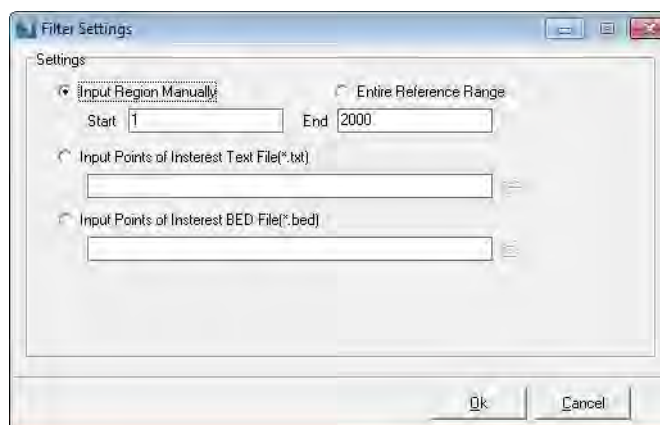 Filter Settings
Settings
Input Region Manually Entire Reference Range
Start 1 End 2000
Input Points of Insterest Text File(*.txt)
Input Points of Insterest BED File(*.bed)
Ok Cancel